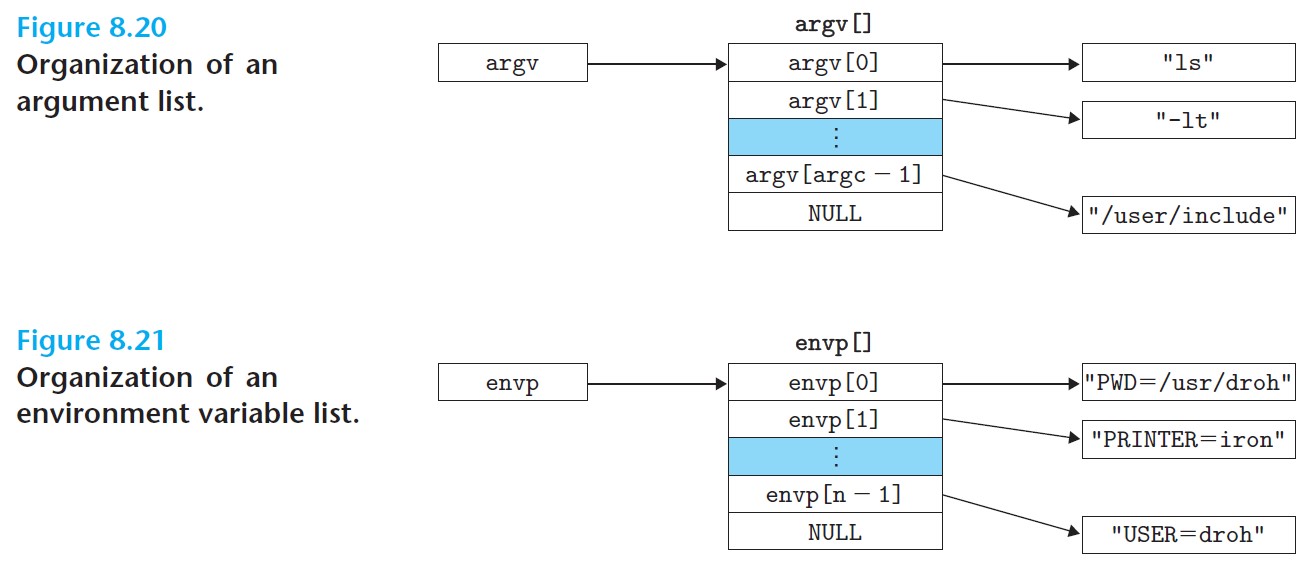 Figure 8.20
Organization of an
argument list.
argv
argv[]
argv[0]
argv[1]
⋮
argv[argc − 1]
NULL
"ls"
"-lt"
"/user/include"
Figure 8.21
Organization of an
environment variable list.
envp
envp[]
envp[0]
envp[1]
⋮
envp[n − 1]
NULL
"PWD=/usr/droh"
"PRINTER=iron"
"USER=droh"